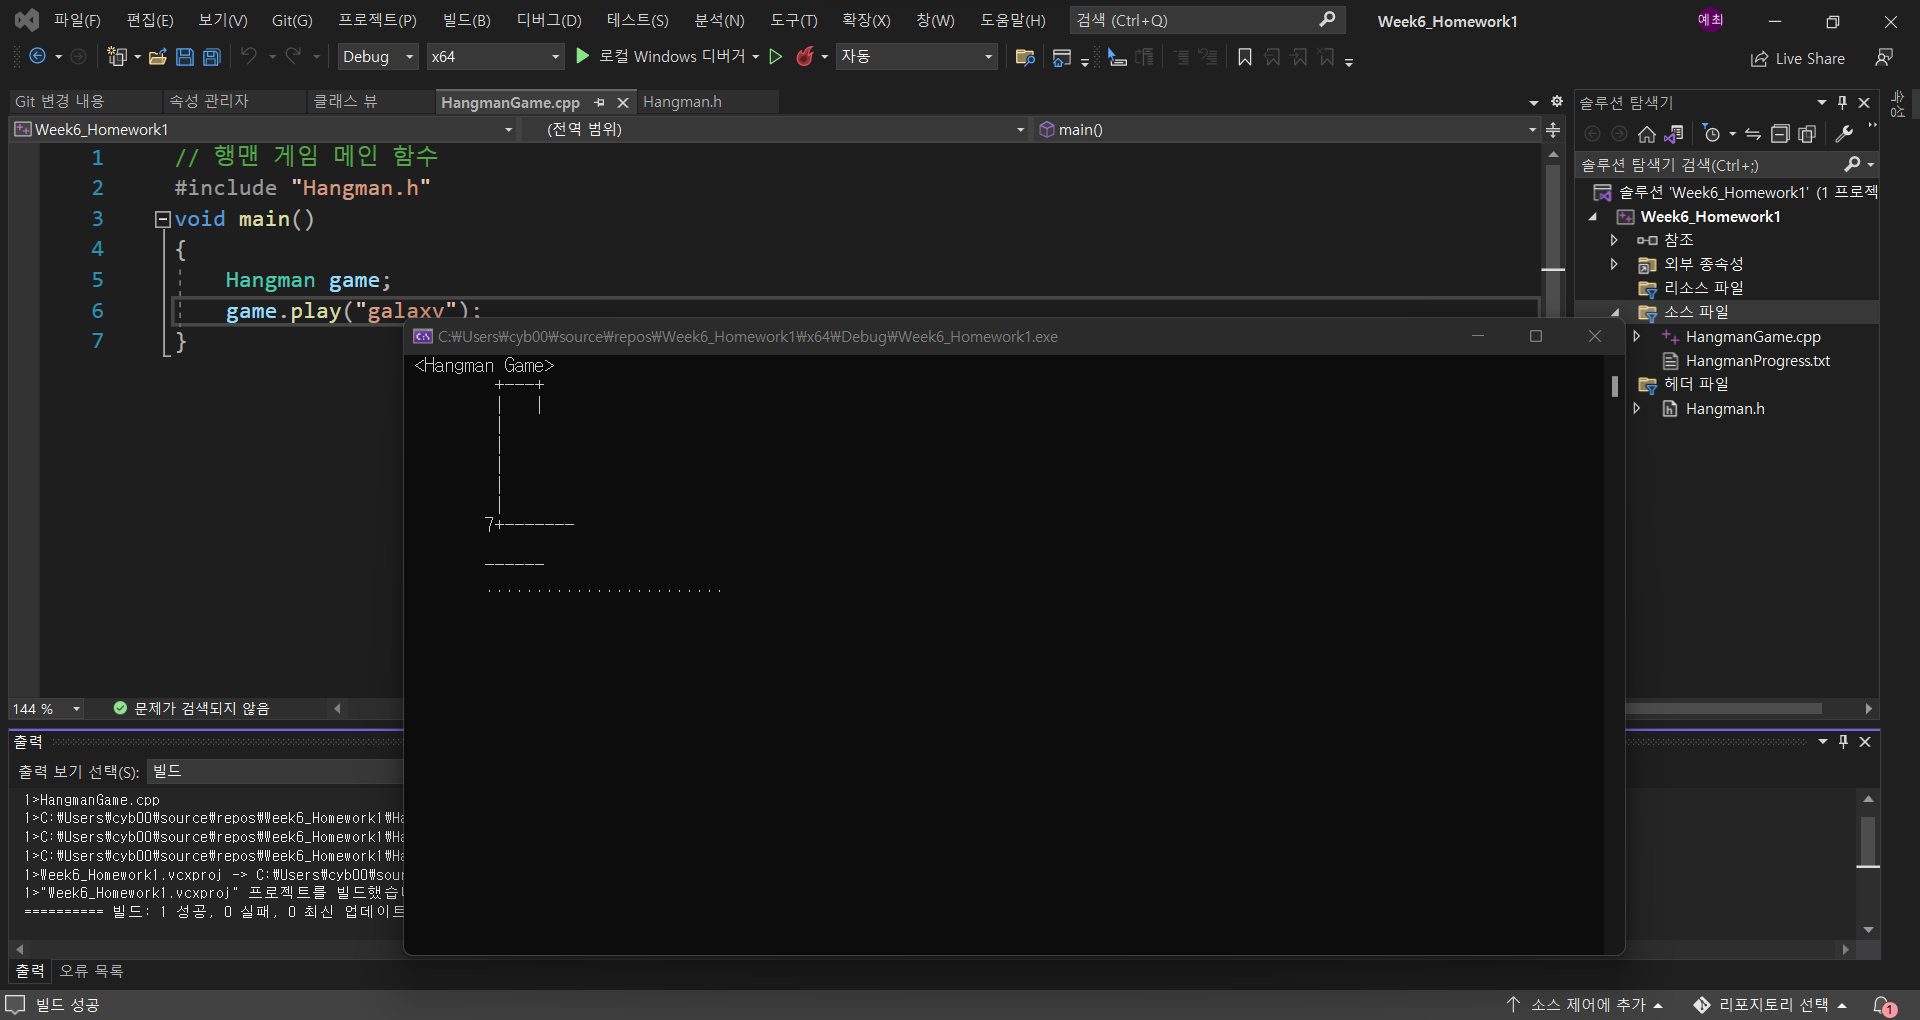 파일(F) 편집(E) 보기(V) Git(G) 프로젝트(P) 빌드(B) 디버그(D) 테스트(S) 분석(N) 도구(T) 확장(X) 창(W) 도움말(H) 검색 (Ctrl+Q) Week6_Homework1 예최
Debug x64 로컬 Windows 디버거 자동 Live Share
Git 변경 내용 속성 관리자 클래스 뷰 HangmanGame.cpp Hangman.h
Week6_Homework1 (전역 범위) main()
1 // 행맨 게임 메인 함수
2 #include "Hangman.h"
3 void main()
4 {
5 Hangman game;
6 game.play("galaxy");
7 }
144 % 문제가 검색되지 않음
C:\Users\cyb00\source\repos\Week6_Homework1\x64\Debug\Week6_Homework1.exe
<Hangman Game>
+---+
|   |
|
|
|
|
|
7+-------
------
........................
솔루션 탐색기
솔루션 탐색기 검색(Ctrl+;)
솔루션 'Week6_Homework1' (1 프로젝
Week6_Homework1
참조
외부 종속성
리소스 파일
소스 파일
HangmanGame.cpp
HangmanProgress.txt
헤더 파일
Hangman.h
출력
출력 보기 선택(S): 빌드
1>HangmanGame.cpp
1>C:\Users\cyb00\source\repos\Week6_Homework1\Ha
1>C:\Users\cyb00\source\repos\Week6_Homework1\Ha
1>C:\Users\cyb00\source\repos\Week6_Homework1\Ha
1>Week6_Homework1.vcxproj -> C:\Users\cyb00\sour
1>"Week6_Homework1.vcxproj" 프로젝트를 빌드했습니
========== 빌드: 1 성공, 0 실패, 0 최신 업데이트
출력 오류 목록
빌드 성공 소스 제어에 추가 리포지토리 선택 1